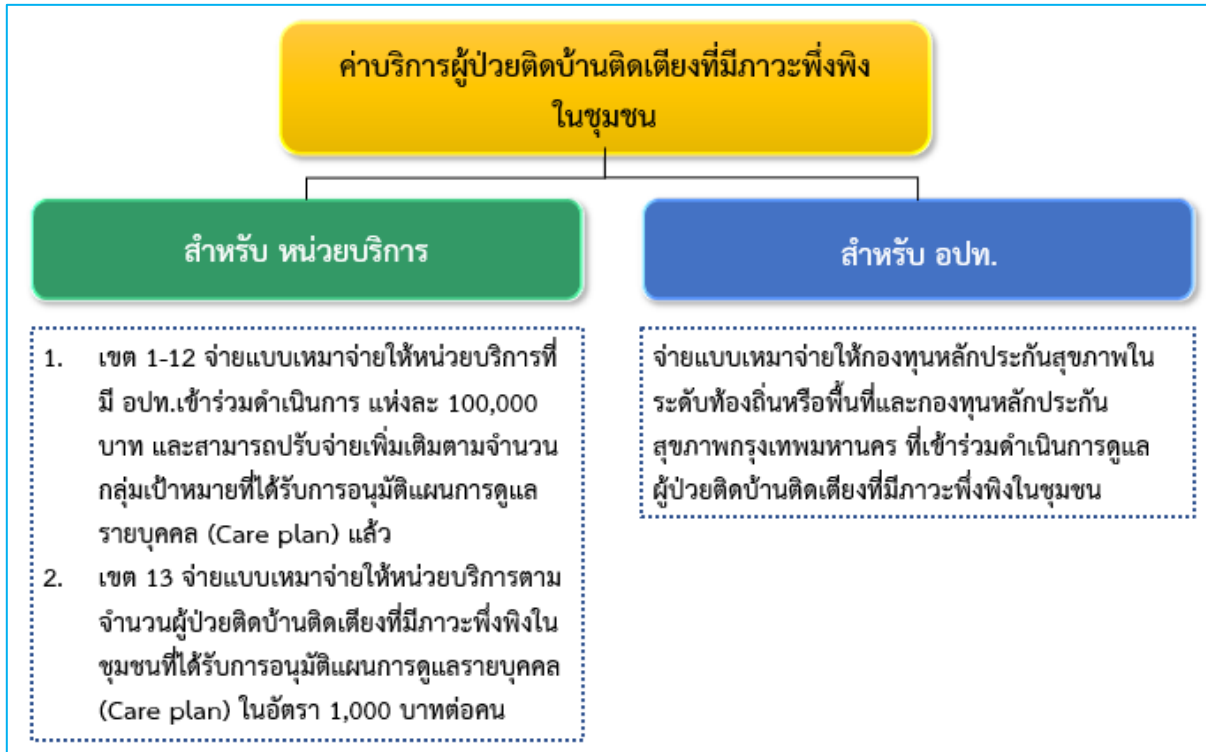 ค่าบริการผู้ป่วยติดบ้านติดเตียงที่มีภาวะพึ่งพิง
ในชุมชน
สำหรับ หน่วยบริการ
1. เขต 1-12 จ่ายแบบเหมาจ่ายให้หน่วยบริการที่
มี อปท.เข้าร่วมดำเนินการ แห่งละ 100,000
บาท และสามารถปรับจ่ายเพิ่มเติมตามจำนวน
กลุ่มเป้าหมายที่ได้รับการอนุมัติแผนการดูแล
รายบุคคล (Care plan) แล้ว
2. เขต 13 จ่ายแบบเหมาจ่ายให้หน่วยบริการตาม
จำนวนผู้ป่วยติดบ้านติดเตียงที่มีภาวะพึ่งพิงใน
ชุมชนที่ได้รับการอนุมัติแผนการดูแลรายบุคคล
(Care plan) ในอัตรา 1,000 บาทต่อคน
สำหรับ อปท.
จ่ายแบบเหมาจ่ายให้กองทุนหลักประกันสุขภาพใน
ระดับท้องถิ่นหรือพื้นที่และกองทุนหลักประกัน
สุขภาพกรุงเทพมหานคร ที่เข้าร่วมดำเนินการดูแล
ผู้ป่วยติดบ้านติดเตียงที่มีภาวะพึ่งพิงในชุมชน